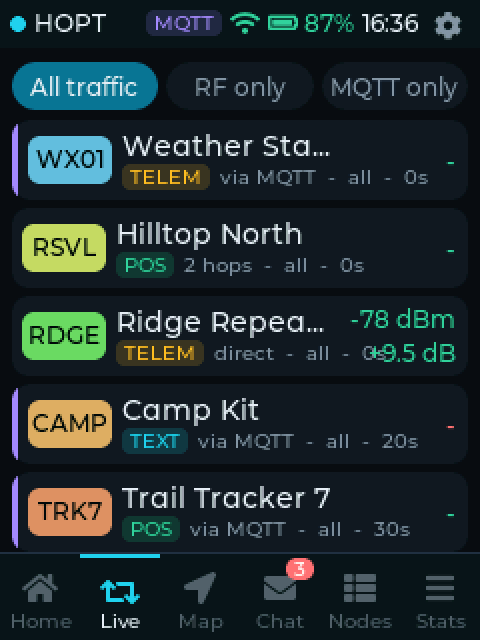 HOPT MQTT 87% 16:36
All traffic RF only MQTT only
WX01 Weather Sta... -
TELEM via MQTT - all - 0s
RSVL Hilltop North -
POS 2 hops - all - 0s
RDGE Ridge Repea... -78 dBm
TELEM direct - all - 0s +9.5 dB
CAMP Camp Kit -
TEXT via MQTT - all - 20s
TRK7 Trail Tracker 7 -
POS via MQTT - all - 30s
3
Home Live Map Chat Nodes Stats